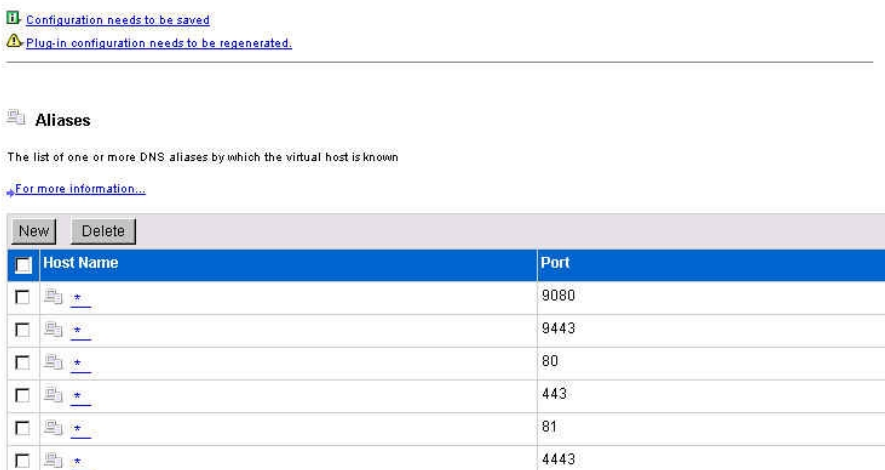 Configuration needs to be saved
Plug-in configuration needs to be regenerated.
Aliases
The list of one or more DNS aliases by which the virtual host is known
For more information...
New Delete
Host Name Port
* 9080
* 9443
* 80
* 443
* 81
* 4443